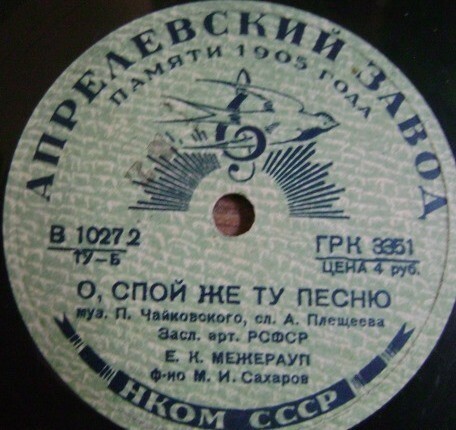 АПРЕЛЕВСКИЙ ЗАВОД
ПАМЯТИ 1905 ГОДА
В 10272
1У-Б
ГРК 3351
ЦЕНА 4 руб.
О, СПОЙ ЖЕ ТУ ПЕСНЮ
муз. П. Чайковского, сл. А. Плещеева
Засл. арт. РСФСР
Е. К. МЕЖЕРАУП
ф-но М. И. Сахаров
НКОМ СССР